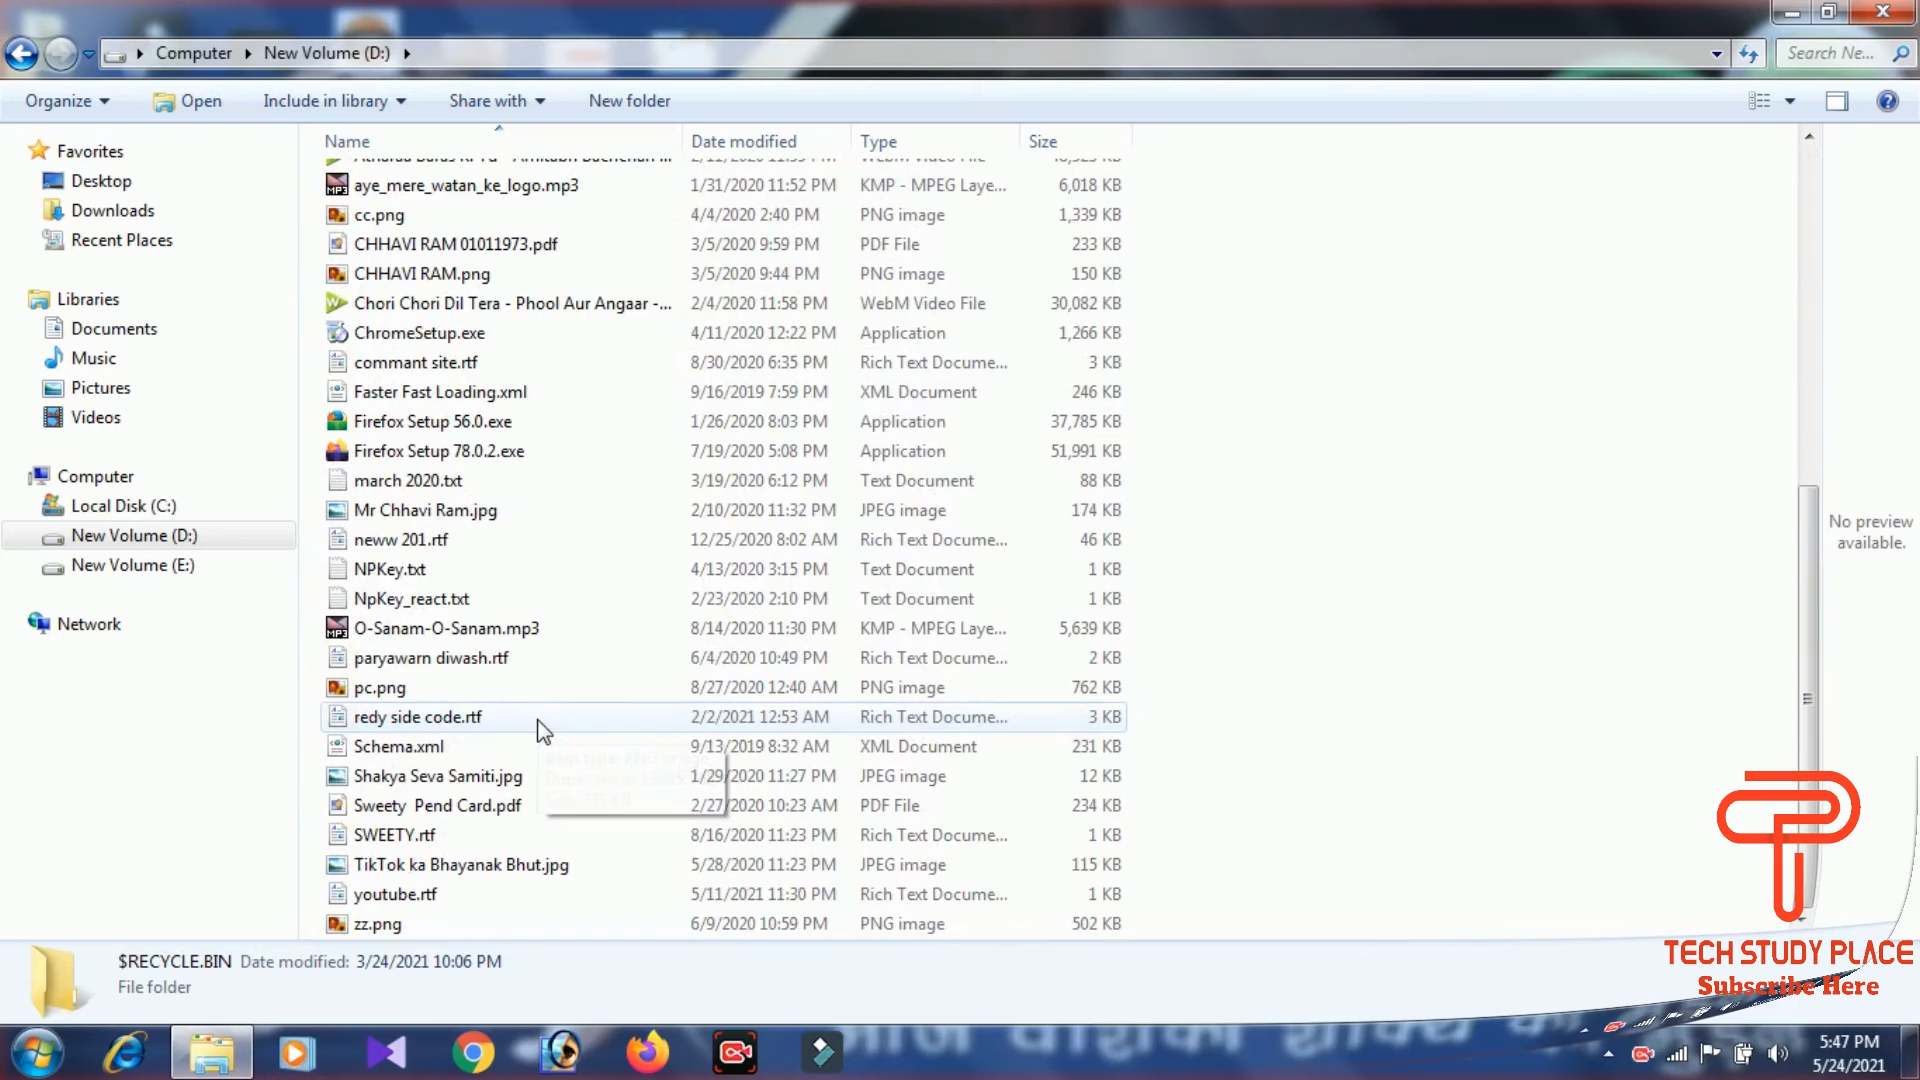 Computer New Volume (D:)
Search Ne...
Organize Open Include in library Share with New folder
Name Date modified Type Size
aye_mere_watan_ke_logo.mp3 1/31/2020 11:52 PM KMP - MPEG Laye... 6,018 KB
cc.png 4/4/2020 2:40 PM PNG image 1,339 KB
CHHAVI RAM 01011973.pdf 3/5/2020 9:59 PM PDF File 233 KB
CHHAVI RAM.png 3/5/2020 9:44 PM PNG image 150 KB
Chori Chori Dil Tera - Phool Aur Angaar -... 2/4/2020 11:58 PM WebM Video File 30,082 KB
ChromeSetup.exe 4/11/2020 12:22 PM Application 1,266 KB
commant site.rtf 8/30/2020 6:35 PM Rich Text Docume... 3 KB
Faster Fast Loading.xml 9/16/2019 7:59 PM XML Document 246 KB
Firefox Setup 56.0.exe 1/26/2020 8:03 PM Application 37,785 KB
Firefox Setup 78.0.2.exe 7/19/2020 5:08 PM Application 51,991 KB
march 2020.txt 3/19/2020 6:12 PM Text Document 88 KB
Mr Chhavi Ram.jpg 2/10/2020 11:32 PM JPEG image 174 KB
neww 201.rtf 12/25/2020 8:02 AM Rich Text Docume... 46 KB
NPKey.txt 4/13/2020 3:15 PM Text Document 1 KB
NpKey_react.txt 2/23/2020 2:10 PM Text Document 1 KB
O-Sanam-O-Sanam.mp3 8/14/2020 11:30 PM KMP - MPEG Laye... 5,639 KB
paryawarn diwash.rtf 6/4/2020 10:49 PM Rich Text Docume... 2 KB
pc.png 8/27/2020 12:40 AM PNG image 762 KB
redy side code.rtf 2/2/2021 12:53 AM Rich Text Docume... 3 KB
Schema.xml 9/13/2019 8:32 AM XML Document 231 KB
Shakya Seva Samiti.jpg 1/29/2020 11:27 PM JPEG image 12 KB
Sweety  Pend Card.pdf 2/27/2020 10:23 AM PDF File 234 KB
SWEETY.rtf 8/16/2020 11:23 PM Rich Text Docume... 1 KB
TikTok ka Bhayanak Bhut.jpg 5/28/2020 11:23 PM JPEG image 115 KB
youtube.rtf 5/11/2021 11:30 PM Rich Text Docume... 1 KB
zz.png 6/9/2020 10:59 PM PNG image 502 KB
Favorites
Desktop
Downloads
Recent Places
Libraries
Documents
Music
Pictures
Videos
Computer
Local Disk (C:)
New Volume (D:)
New Volume (E:)
Network
No preview
available.
TECH STUDY PLACE
Subscribe Here
$RECYCLE.BIN Date modified: 3/24/2021 10:06 PM
File folder
5:47 PM
5/24/2021